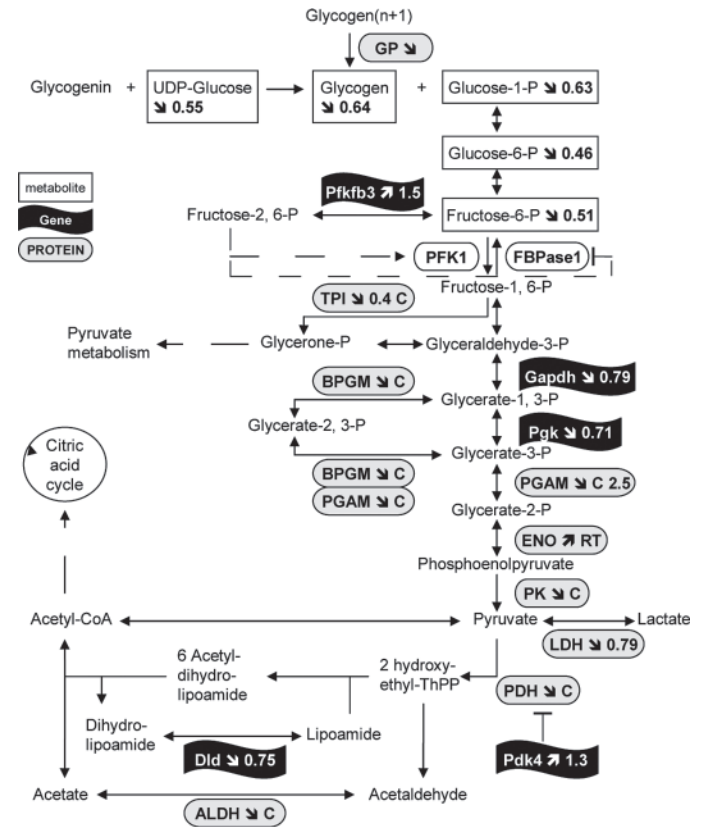 Glycogen(n+1)
GP ↘
Glycogenin + UDP-Glucose ↘ 0.55
Glycogen ↘ 0.64
+ Glucose-1-P ↘ 0.63
Glucose-6-P ↘ 0.46
metabolite
Gene
PROTEIN
Pfkfb3 ↗ 1.5
Fructose-2, 6-P
Fructose-6-P ↘ 0.51
PFK1
FBPase1
Fructose-1, 6-P
TPI ↘ 0.4 C
Pyruvate
metabolism
Glycerone-P
Glyceraldehyde-3-P
Gapdh ↘ 0.79
BPGM ↘ C
Glycerate-1, 3-P
Glycerate-2, 3-P
Pgk ↘ 0.71
Glycerate-3-P
Citric
acid
cycle
BPGM ↘ C
PGAM ↘ C
PGAM ↘ C 2.5
Glycerate-2-P
ENO ↗ RT
Phosphoenolpyruvate
PK ↘ C
Acetyl-CoA
Pyruvate
Lactate
LDH ↘ 0.79
6 Acetyl-
dihydro-
lipoamide
2 hydroxy-
ethyl-ThPP
PDH ↘ C
Dihydro-
lipoamide
Lipoamide
Dld ↘ 0.75
Pdk4 ↗ 1.3
Acetate
Acetaldehyde
ALDH ↘ C